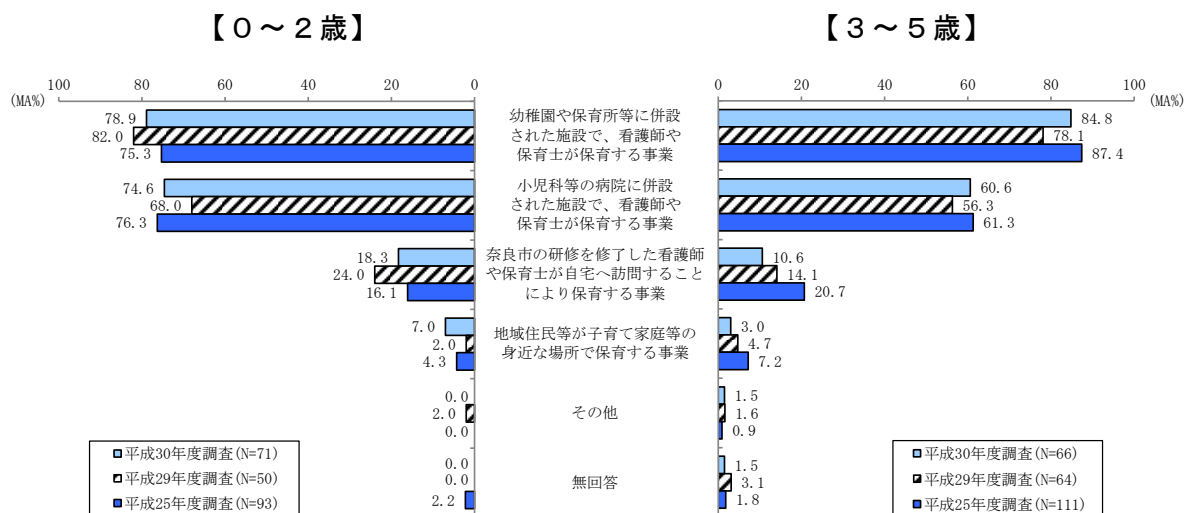 【０～２歳】
【３～５歳】
100 80 60 40 20 0
(MA%)
0 20 40 60 80 100
(MA%)
幼稚園や保育所等に併設
された施設で、看護師や
保育士が保育する事業
78.9
82.0
75.3
84.8
78.1
87.4
小児科等の病院に併設
された施設で、看護師や
保育士が保育する事業
74.6
68.0
76.3
60.6
56.3
61.3
奈良市の研修を修了した看護師
や保育士が自宅へ訪問すること
により保育する事業
18.3
24.0
16.1
10.6
14.1
20.7
地域住民等が子育て家庭等の
身近な場所で保育する事業
7.0
2.0
4.3
3.0
4.7
7.2
その他
0.0
2.0
0.0
1.5
1.6
0.9
無回答
0.0
0.0
2.2
1.5
3.1
1.8
平成30年度調査(N=71)
平成29年度調査(N=50)
平成25年度調査(N=93)
平成30年度調査(N=66)
平成29年度調査(N=64)
平成25年度調査(N=111)